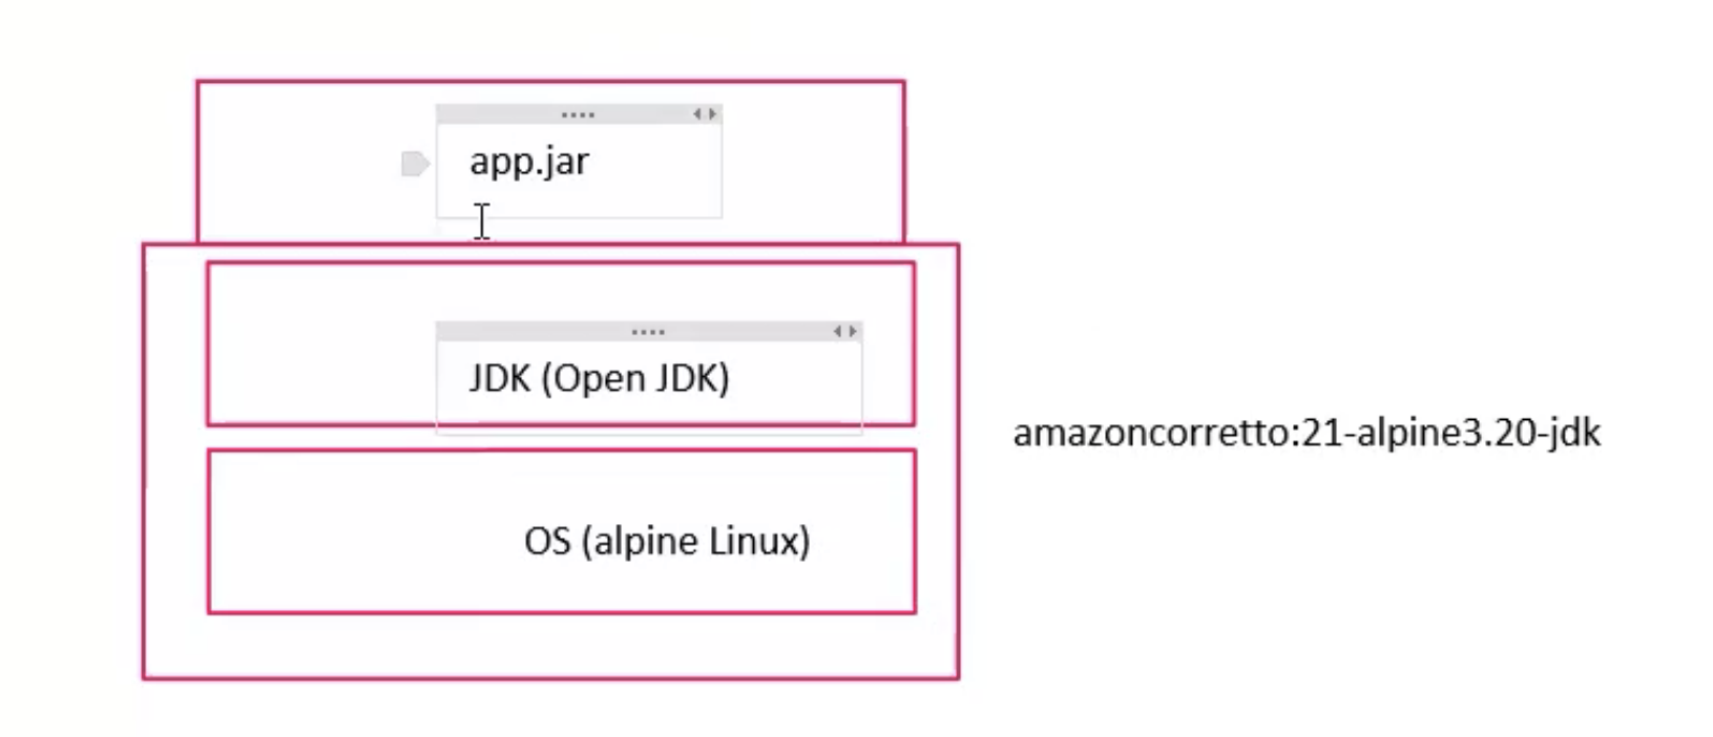 app.jar
JDK (Open JDK)
amazoncorretto:21-alpine3.20-jdk
OS (alpine Linux)